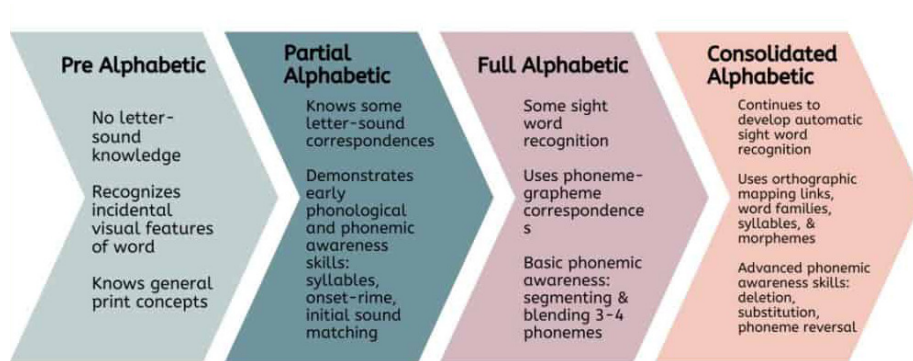 Pre Alphabetic
No letter-
sound
knowledge
Recognizes
incidental
visual features
of word
Knows general
print concepts
Partial
Alphabetic
Knows some
letter-sound
correspondences
Demonstrates
early
phonological
and phonemic
awareness
skills:
syllables,
onset-rime,
initial sound
matching
Full Alphabetic
Some sight
word
recognition
Uses phoneme-
grapheme
correspondence
s
Basic phonemic
awareness:
segmenting &
blending 3-4
phonemes
Consolidated
Alphabetic
Continues to
develop automatic
sight word
recognition
Uses orthographic
mapping links,
word families,
syllables, &
morphemes
Advanced phonemic
awareness skills:
deletion,
substitution,
phoneme reversal